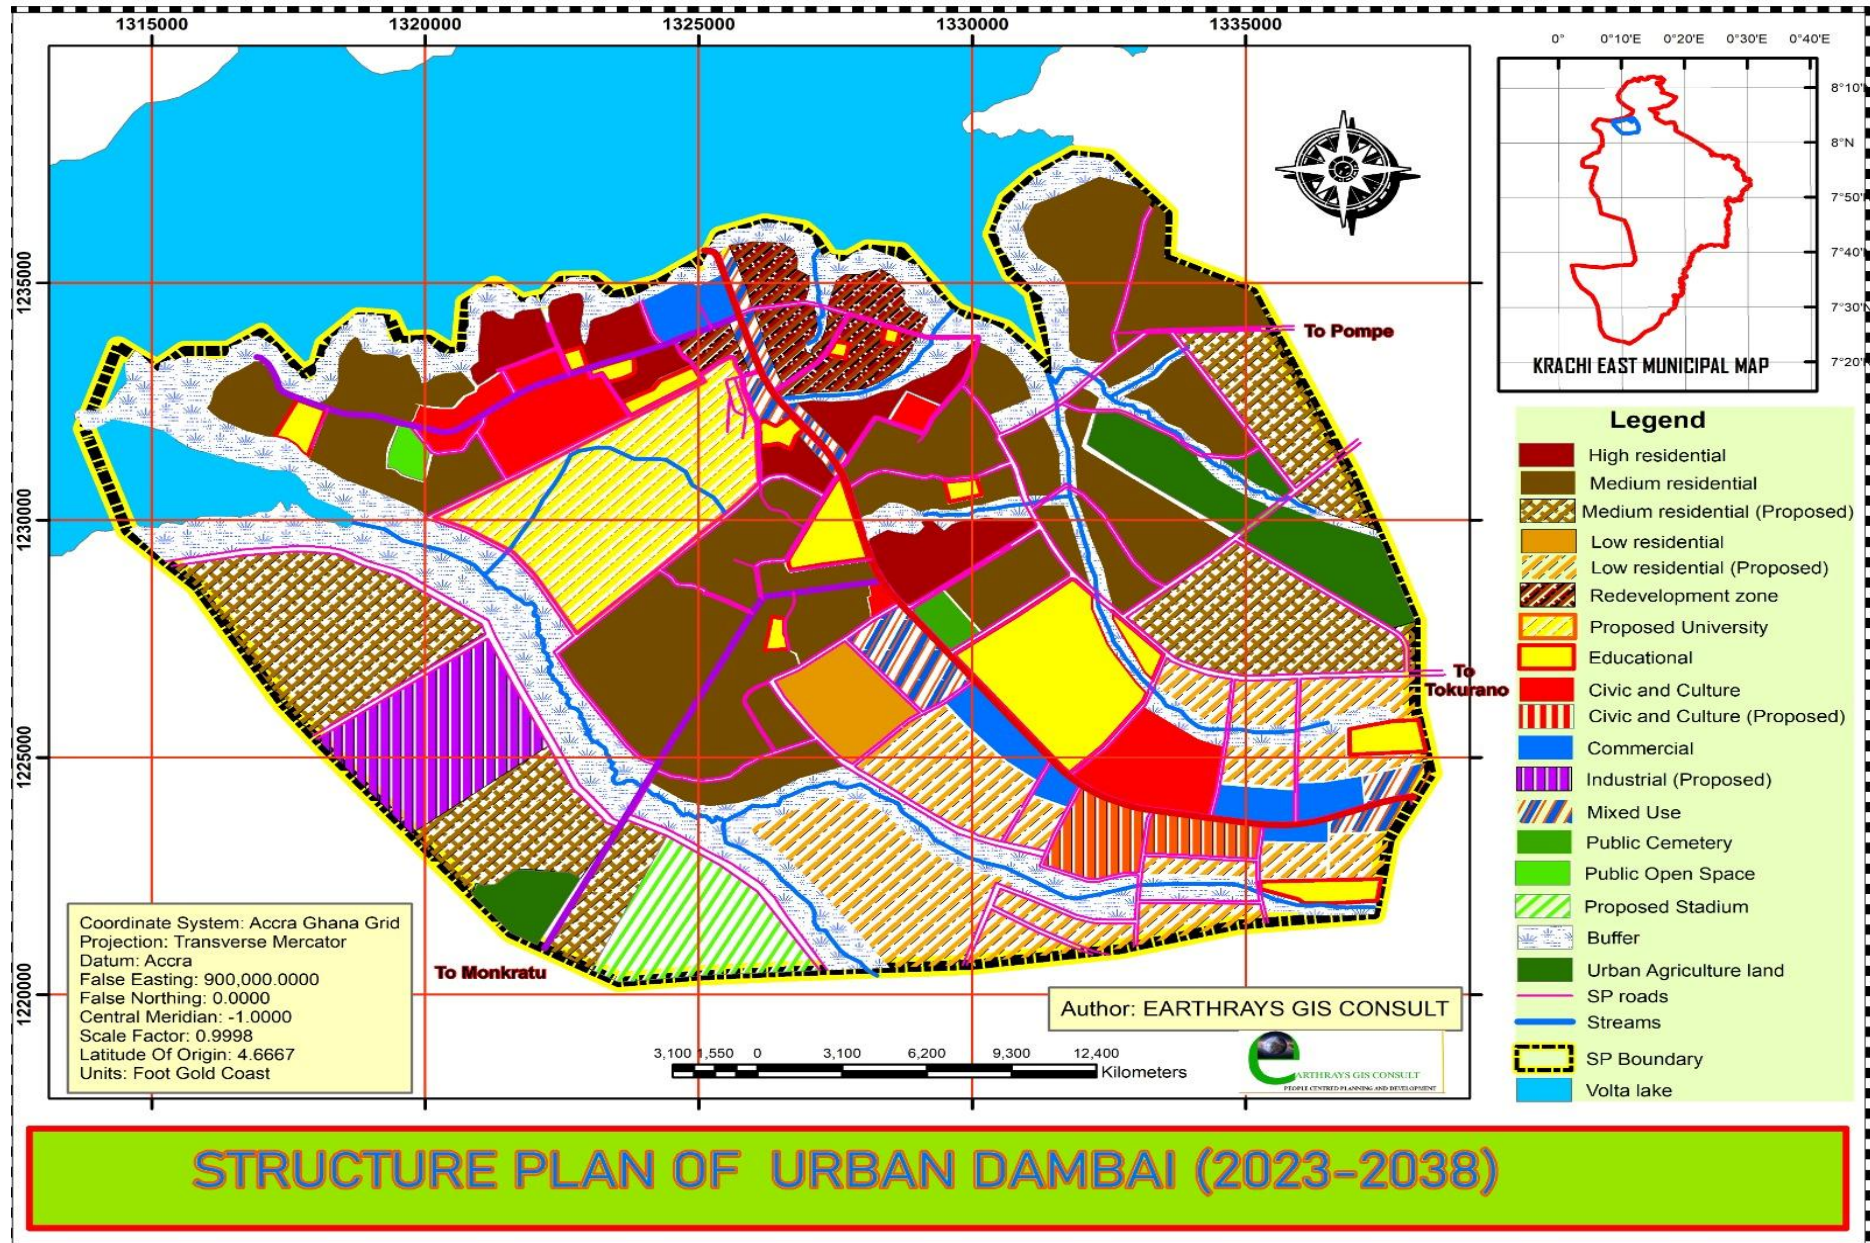 1315000 1320000 1325000 1330000 1335000
1235000
1230000
1225000
1220000
0° 0°10'E 0°20'E 0°30'E 0°40'E
8°10'
8°N
7°50'
7°40'
7°30'
7°20'
KRACHI EAST MUNICIPAL MAP
To Pompe
To
Tokurano
To Monkratu
Legend
High residential
Medium residential
Medium residential (Proposed)
Low residential
Low residential (Proposed)
Redevelopment zone
Proposed University
Educational
Civic and Culture
Civic and Culture (Proposed)
Commercial
Industrial (Proposed)
Mixed Use
Public Cemetery
Public Open Space
Proposed Stadium
Buffer
Urban Agriculture land
SP roads
Streams
SP Boundary
Volta lake
Coordinate System: Accra Ghana Grid
Projection: Transverse Mercator
Datum: Accra
False Easting: 900,000.0000
False Northing: 0.0000
Central Meridian: -1.0000
Scale Factor: 0.9998
Latitude Of Origin: 4.6667
Units: Foot Gold Coast
Author: EARTHRAYS GIS CONSULT
3,100 1,550 0 3,100 6,200 9,300 12,400
Kilometers
eARTHRAYS GIS CONSULT
PEOPLE CENTRED PLANNING AND DEVELOPMENT
STRUCTURE PLAN OF URBAN DAMBAI (2023-2038)